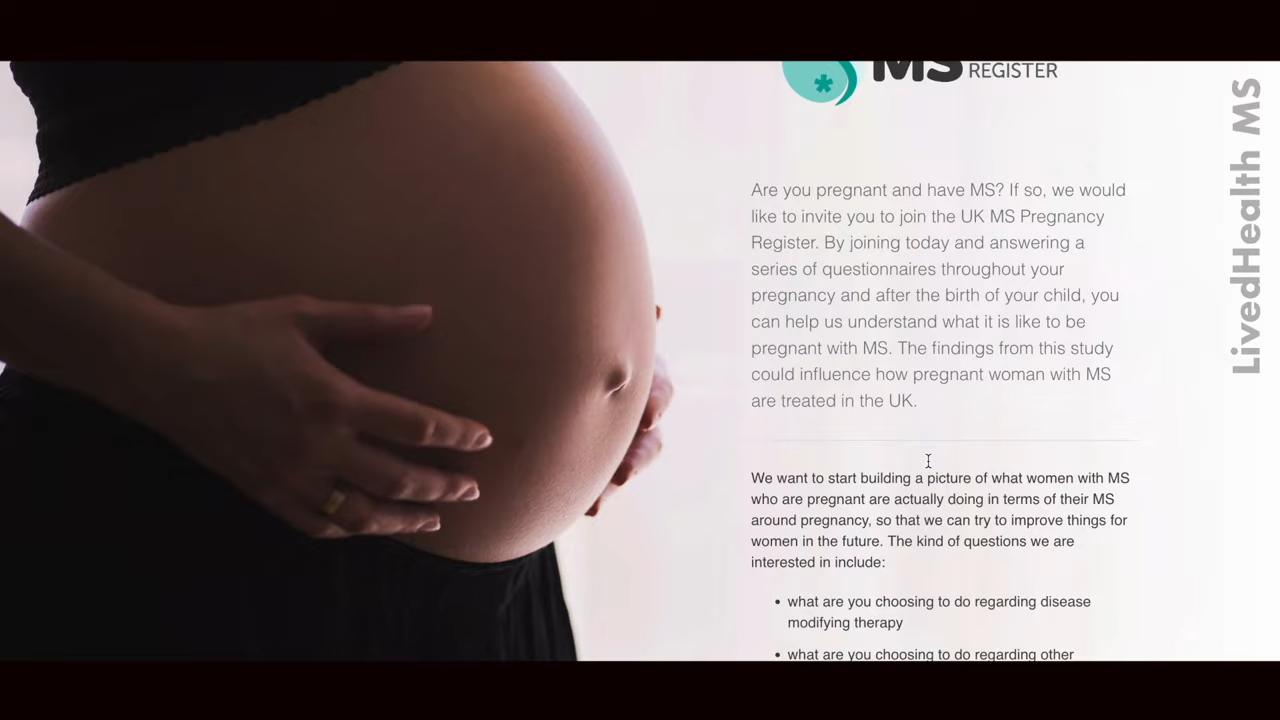 MS REGISTER
Are you pregnant and have MS? If so, we would
like to invite you to join the UK MS Pregnancy
Register. By joining today and answering a
series of questionnaires throughout your
pregnancy and after the birth of your child, you
can help us understand what it is like to be
pregnant with MS. The findings from this study
could influence how pregnant woman with MS
are treated in the UK.
We want to start building a picture of what women with MS
who are pregnant are actually doing in terms of their MS
around pregnancy, so that we can try to improve things for
women in the future. The kind of questions we are
interested in include:
• what are you choosing to do regarding disease
modifying therapy
• what are you choosing to do regarding other
LivedHealth MS